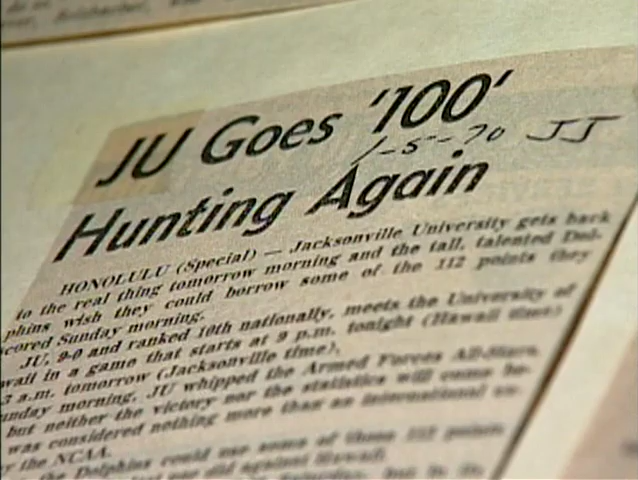 JU Goes '100'
1-5-70 JJ
Hunting Again
HONOLULU (Special) — Jacksonville University gets back
to the real thing tomorrow morning and the tall, talented Dol-
phins wish they could borrow some of the 112 points they
scored Sunday morning.
JU, 9-0 and ranked 10th nationally, meets the University of
waii in a game that starts at 9 p.m. tonight (Hawaii time)
3 a.m. tomorrow (Jacksonville time).
unday morning, JU whipped the Armed Forces All-Stars,
but neither the victory nor the statistics will come be-
was considered nothing more than an international
y the NCAA.
the Dolphins could use some of those 112 points